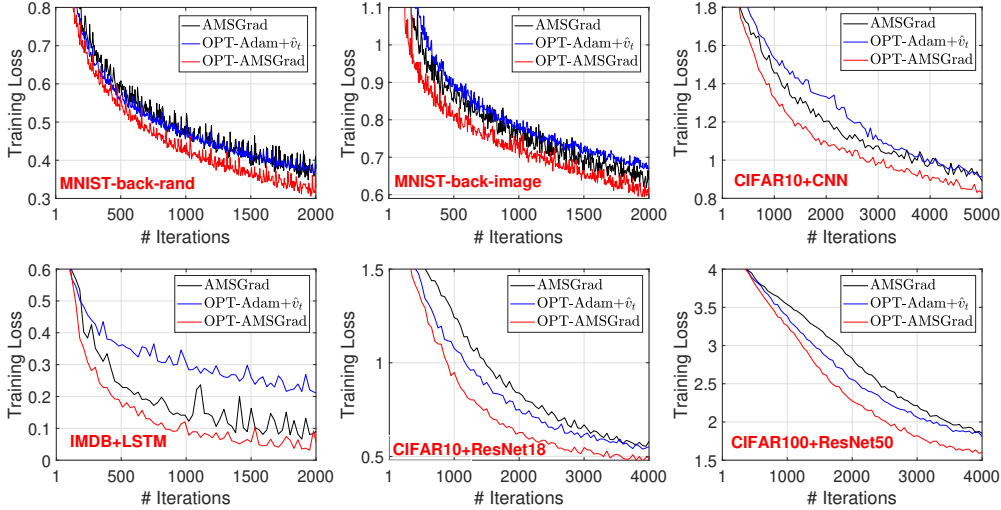 0.8
0.7
0.6
0.5
0.4
0.3
Training Loss
AMSGrad
OPT-Adam+v̂ₜ
OPT-AMSGrad
MNIST-back-rand
1 500 1000 1500 2000
# Iterations
1
0.9
0.8
0.7
0.6
Training Loss
AMSGrad
OPT-Adam+v̂ₜ
OPT-AMSGrad
MNIST-back-image
1 500 1000 1500 2000
# Iterations
1.8
1.6
1.4
1.2
1
0.8
Training Loss
AMSGrad
OPT-Adam+v̂ₜ
OPT-AMSGrad
CIFAR10+CNN
1 1000 2000 3000 4000 5000
# Iterations
0.6
0.5
0.4
0.3
0.2
0.1
0
Training Loss
AMSGrad
OPT-Adam+v̂ₜ
OPT-AMSGrad
IMDB+LSTM
1 500 1000 1500 2000
# Iterations
1.5
1
0.5
Training Loss
AMSGrad
OPT-Adam+v̂ₜ
OPT-AMSGrad
CIFAR10+ResNet18
1 1000 2000 3000 4000
# Iterations
4
3.5
3
2.5
2
1.5
Training Loss
AMSGrad
OPT-Adam+v̂ₜ
OPT-AMSGrad
CIFAR100+ResNet50
1 1000 2000 3000 4000
# Iterations